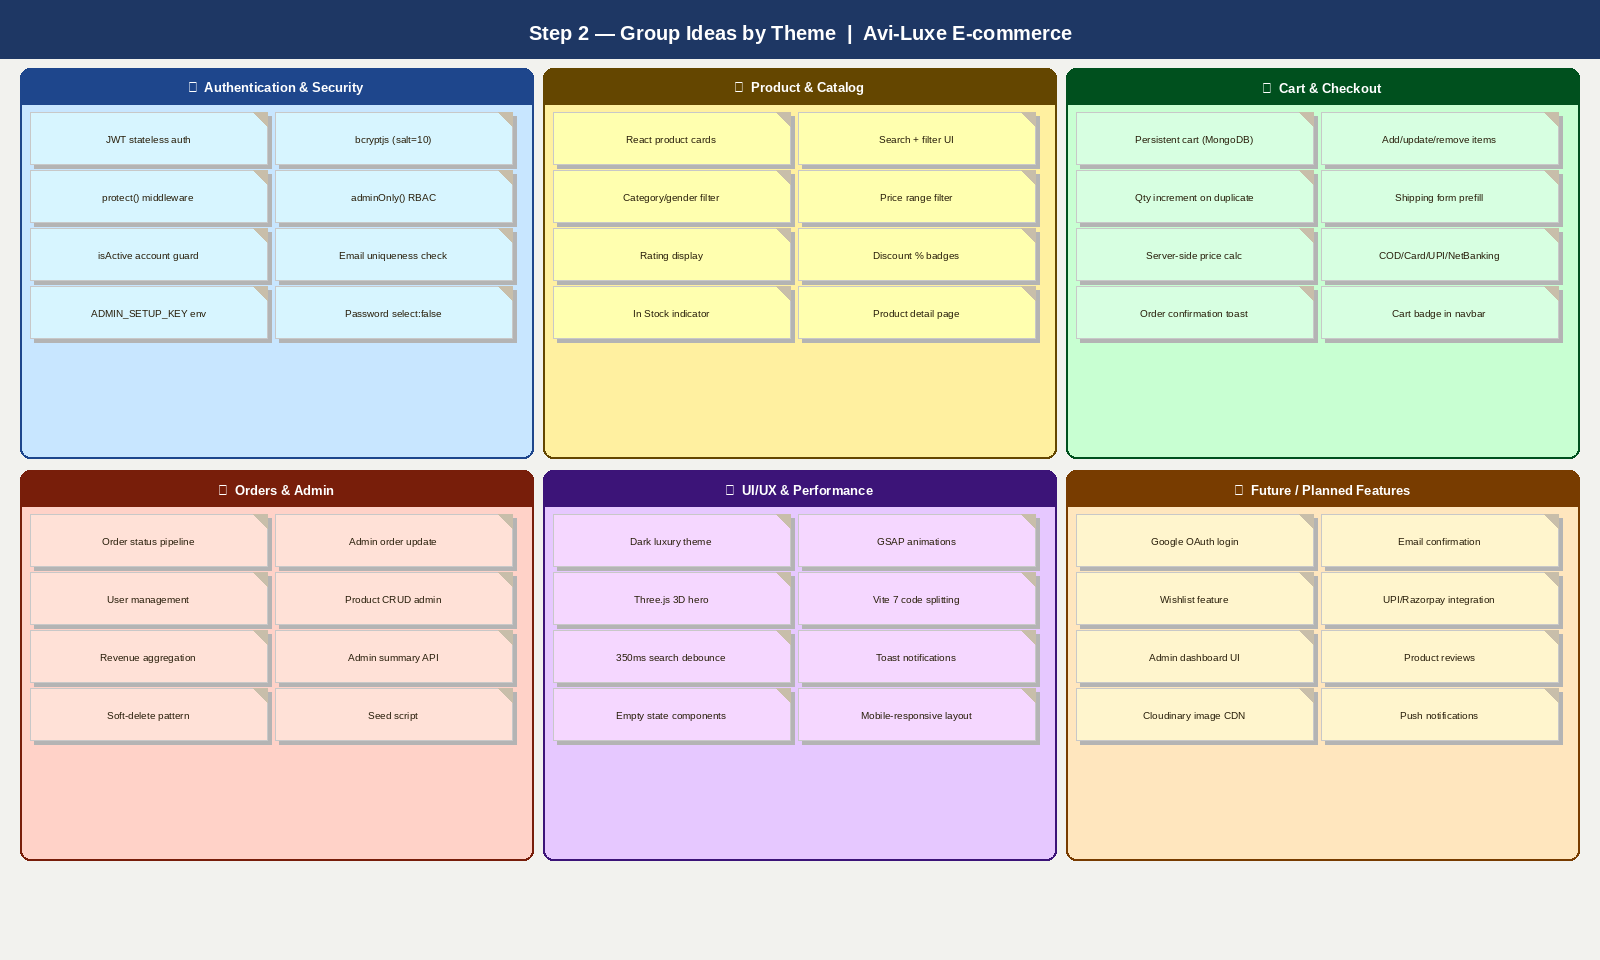 Step 2 — Group Ideas by Theme | Avi-Luxe E-commerce
Authentication & Security
JWT stateless auth
bcryptjs (salt=10)
protect() middleware
adminOnly() RBAC
isActive account guard
Email uniqueness check
ADMIN_SETUP_KEY env
Password select:false
Product & Catalog
React product cards
Search + filter UI
Category/gender filter
Price range filter
Rating display
Discount % badges
In Stock indicator
Product detail page
Cart & Checkout
Persistent cart (MongoDB)
Add/update/remove items
Qty increment on duplicate
Shipping form prefill
Server-side price calc
COD/Card/UPI/NetBanking
Order confirmation toast
Cart badge in navbar
Orders & Admin
Order status pipeline
Admin order update
User management
Product CRUD admin
Revenue aggregation
Admin summary API
Soft-delete pattern
Seed script
UI/UX & Performance
Dark luxury theme
GSAP animations
Three.js 3D hero
Vite 7 code splitting
350ms search debounce
Toast notifications
Empty state components
Mobile-responsive layout
Future / Planned Features
Google OAuth login
Email confirmation
Wishlist feature
UPI/Razorpay integration
Admin dashboard UI
Product reviews
Cloudinary image CDN
Push notifications